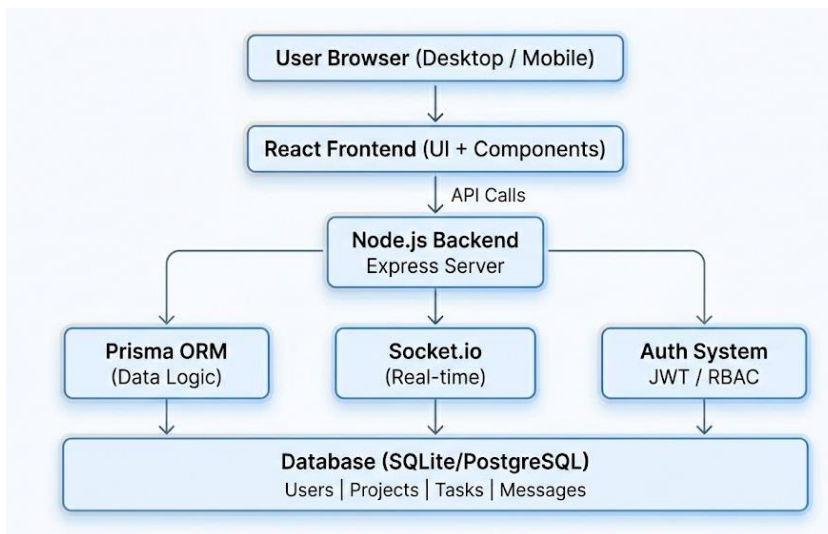 User Browser (Desktop / Mobile)
React Frontend (UI + Components)
API Calls
Node.js Backend
Express Server
Prisma ORM
(Data Logic)
Socket.io
(Real-time)
Auth System
JWT / RBAC
Database (SQLite/PostgreSQL)
Users | Projects | Tasks | Messages